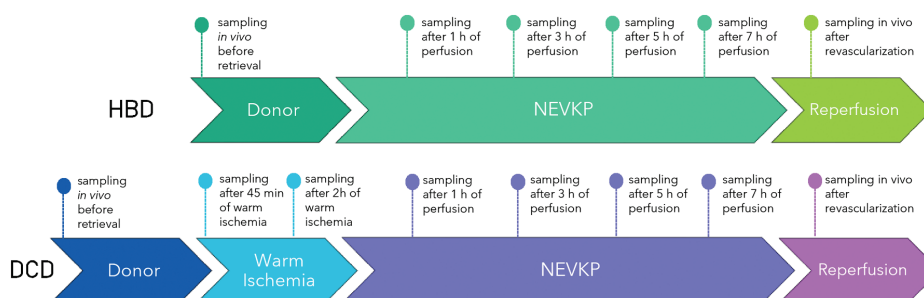 sampling
in vivo
before
retrieval
sampling
after 1 h of
perfusion
sampling
after 3 h of
perfusion
sampling
after 5 h of
perfusion
sampling
after 7 h of
perfusion
sampling in vivo
after
revascularization
HBD
Donor
NEVKP
Reperfusion
sampling
in vivo
before
retrieval
sampling
after 45 min
of warm
ischemia
sampling
after 2h of
warm
ischemia
sampling
after 1 h of
perfusion
sampling
after 3 h of
perfusion
sampling
after 5 h of
perfusion
sampling
after 7 h of
perfusion
sampling in vivo
after
revascularization
DCD
Donor
Warm
Ischemia
NEVKP
Reperfusion